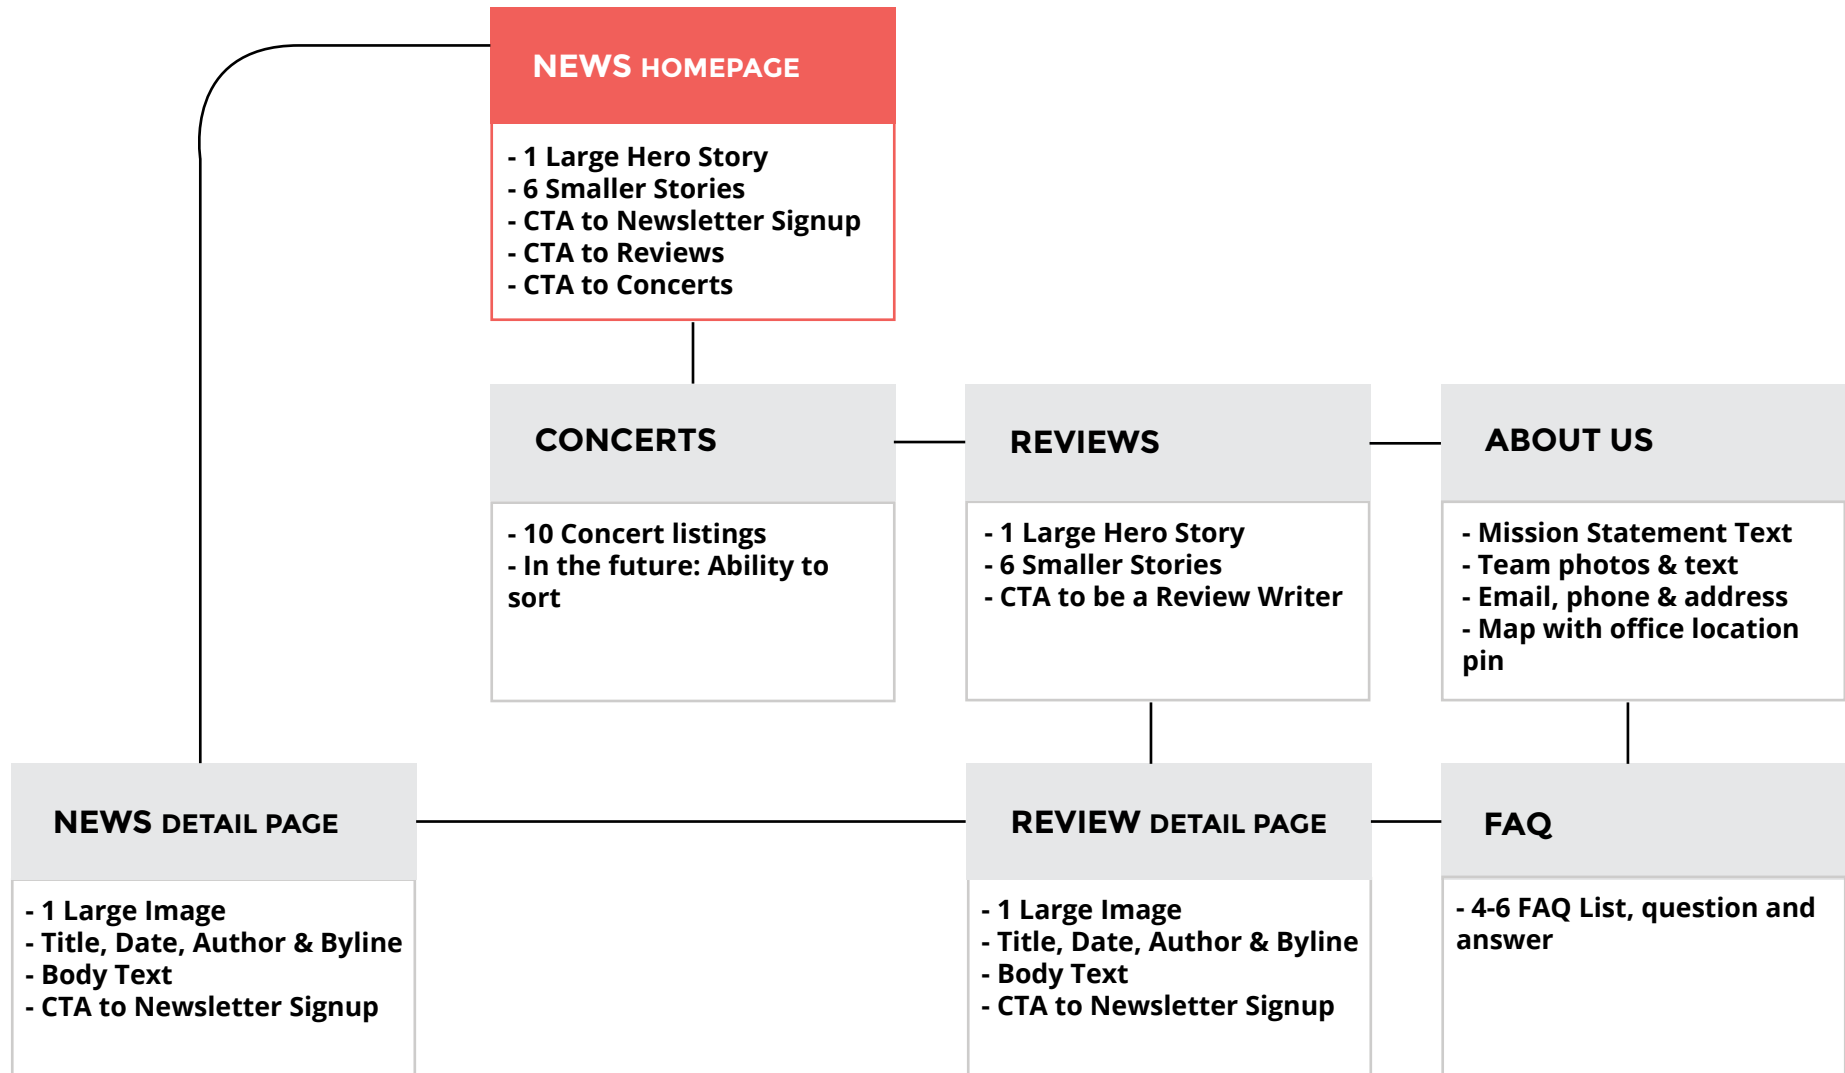 NEWS HOMEPAGE
- 1 Large Hero Story
- 6 Smaller Stories
- CTA to Newsletter Signup
- CTA to Reviews
- CTA to Concerts
CONCERTS
- 10 Concert listings
- In the future: Ability to
sort
REVIEWS
- 1 Large Hero Story
- 6 Smaller Stories
- CTA to be a Review Writer
ABOUT US
- Mission Statement Text
- Team photos & text
- Email, phone & address
- Map with office location
pin
NEWS DETAIL PAGE
- 1 Large Image
- Title, Date, Author & Byline
- Body Text
- CTA to Newsletter Signup
REVIEW DETAIL PAGE
- 1 Large Image
- Title, Date, Author & Byline
- Body Text
- CTA to Newsletter Signup
FAQ
- 4-6 FAQ List, question and
answer